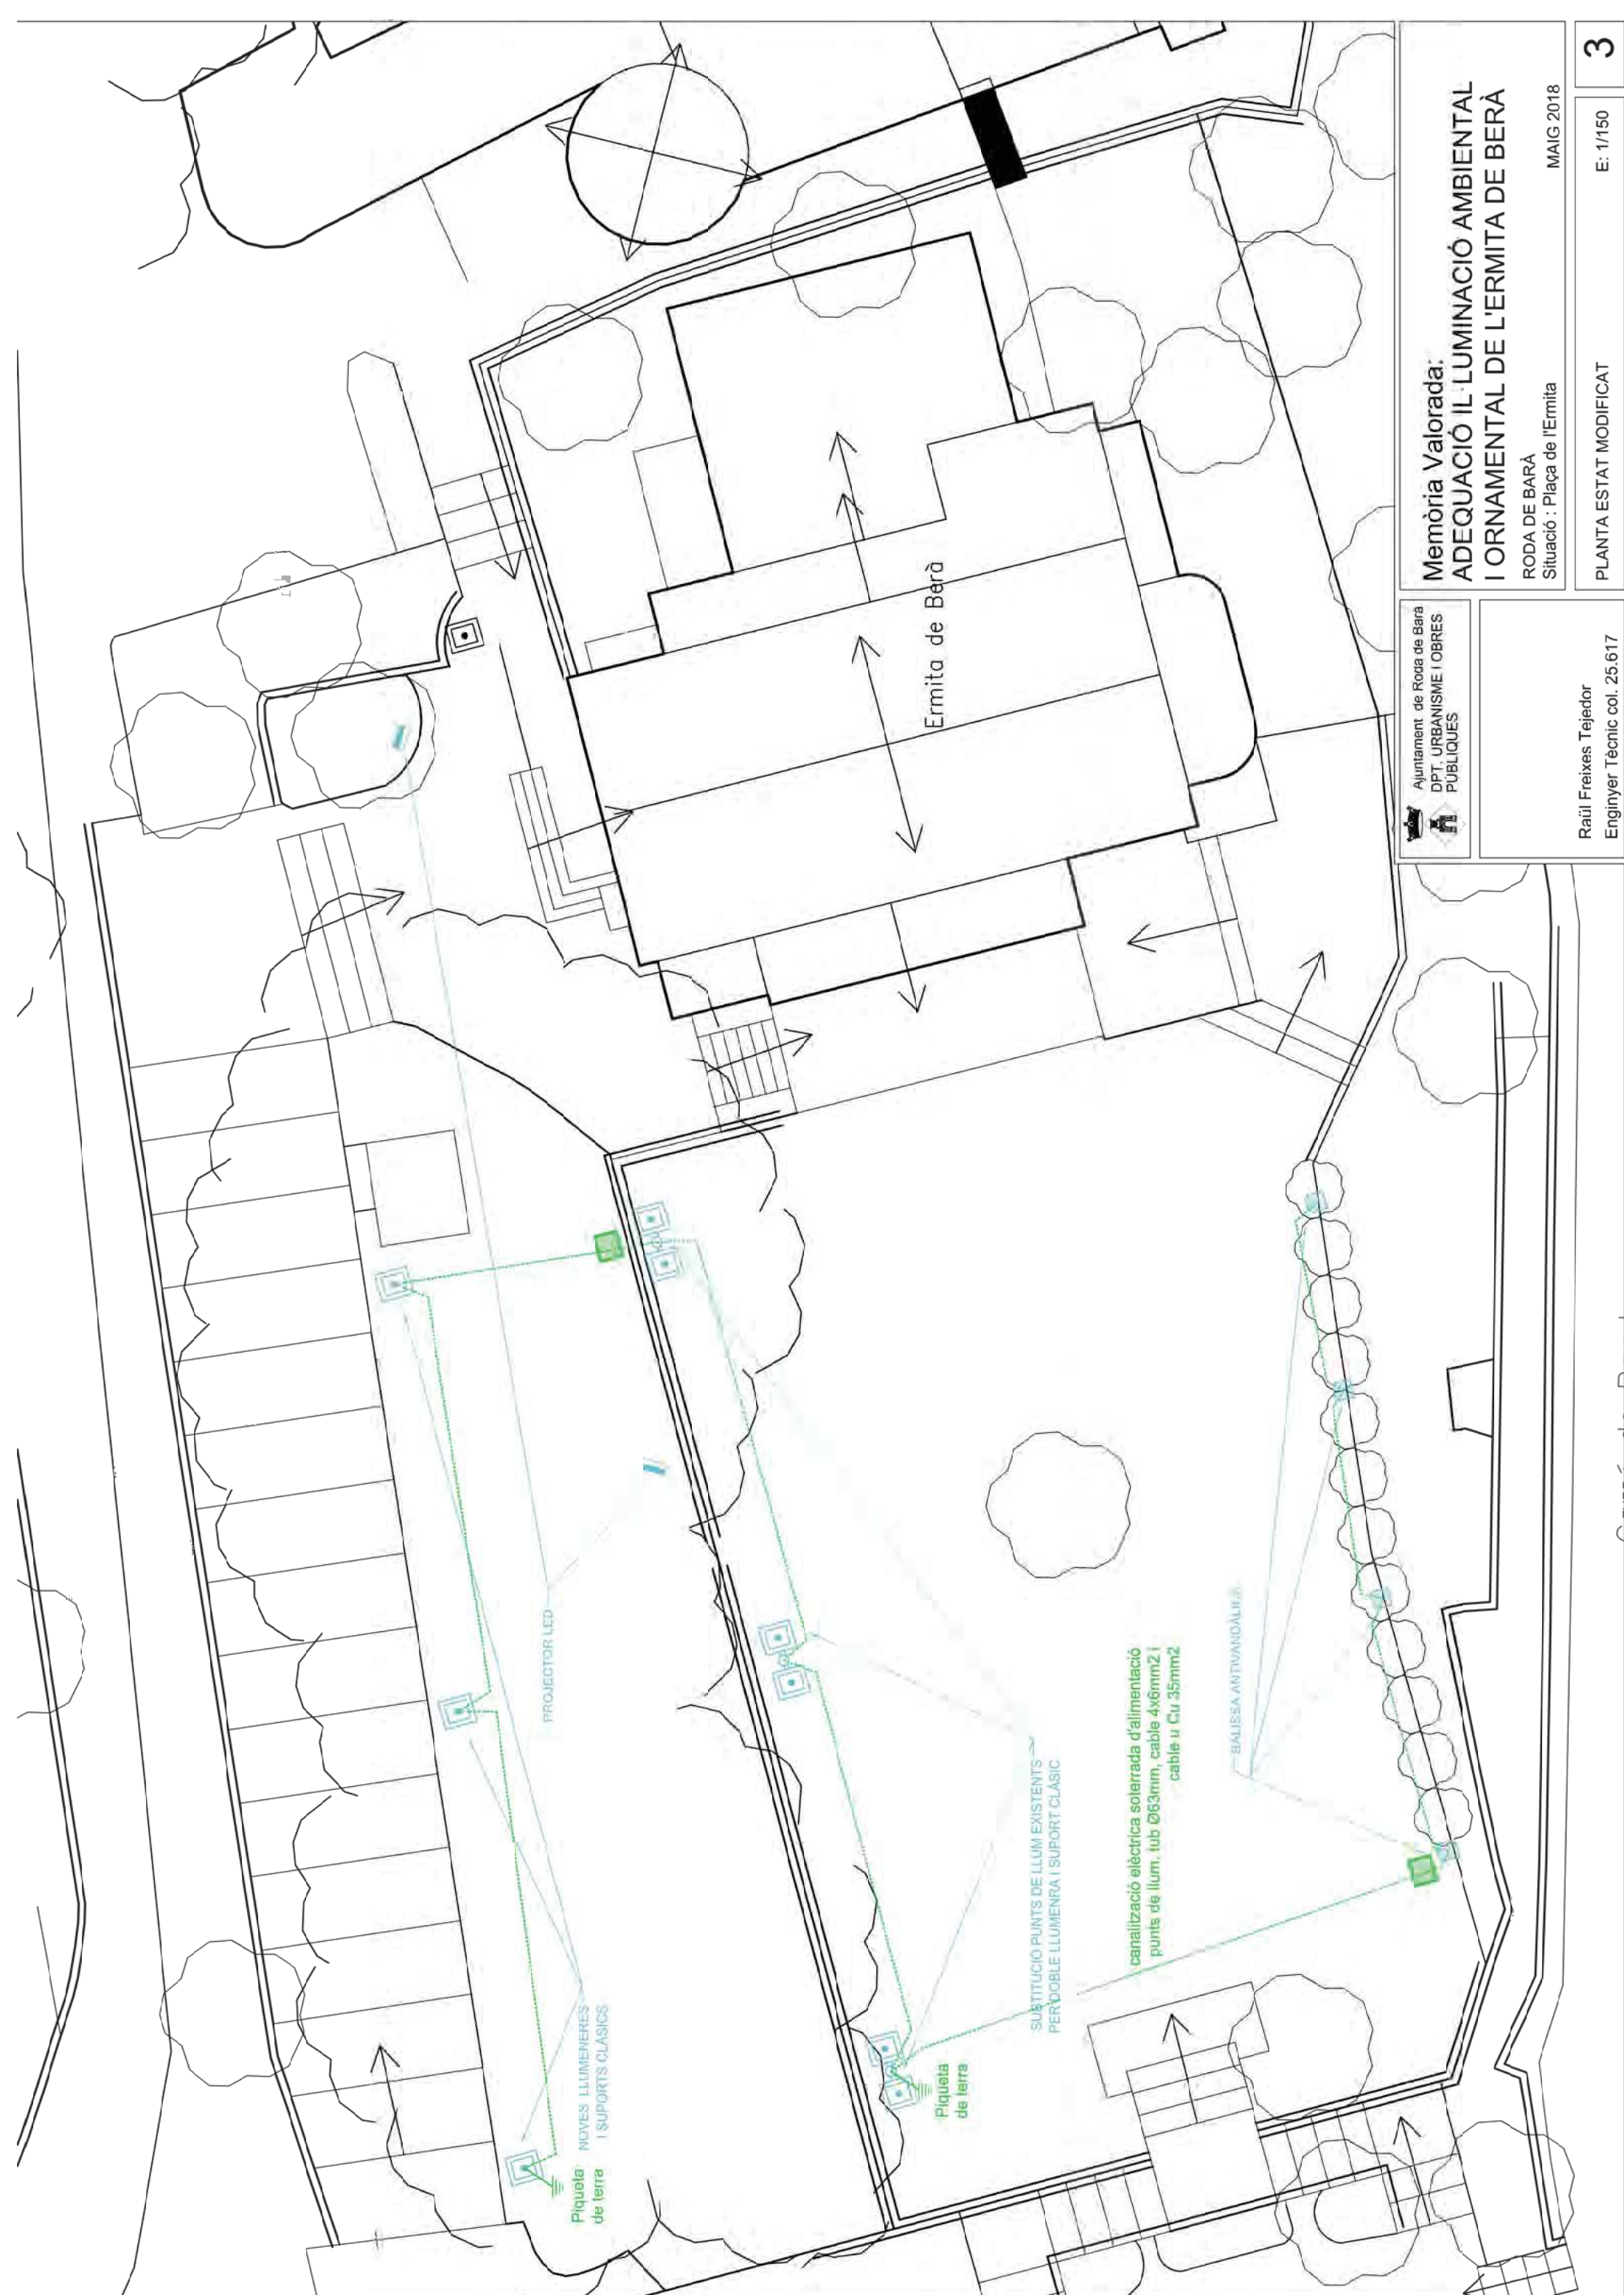 Ermita de Berà
PROJECTOR LED
NOVES LLUMENERES
I SUPORTS CLÀSICS
Piqueta
de terra
SUBTITUCIÓ PUNTS DE LLUM EXISTENTS
PER DOBLE LLUMENRA I SUPORT CLÀSIC
Piqueta
de terra
canalització elèctrica soterrada d'alimentació
punts de llum. tub Ø63mm, cable 4x6mm2 i
cable u Cu 35mm2
BALISSA ANTIVANDÀLICA
Ajuntament de Roda de Barà
DPT. URBANISME I OBRES
PÚBLIQUES
Memòria Valorada:
ADEQUACIÓ IL·LUMINACIÓ AMBIENTAL
I ORNAMENTAL DE L'ERMITA DE BERÀ
RODA DE BARÀ
Situació : Plaça de l'Ermita
MAIG 2018
Raül Freixes Tejedor
Enginyer Tècnic col. 25.617
PLANTA ESTAT MODIFICAT
E: 1/150
3